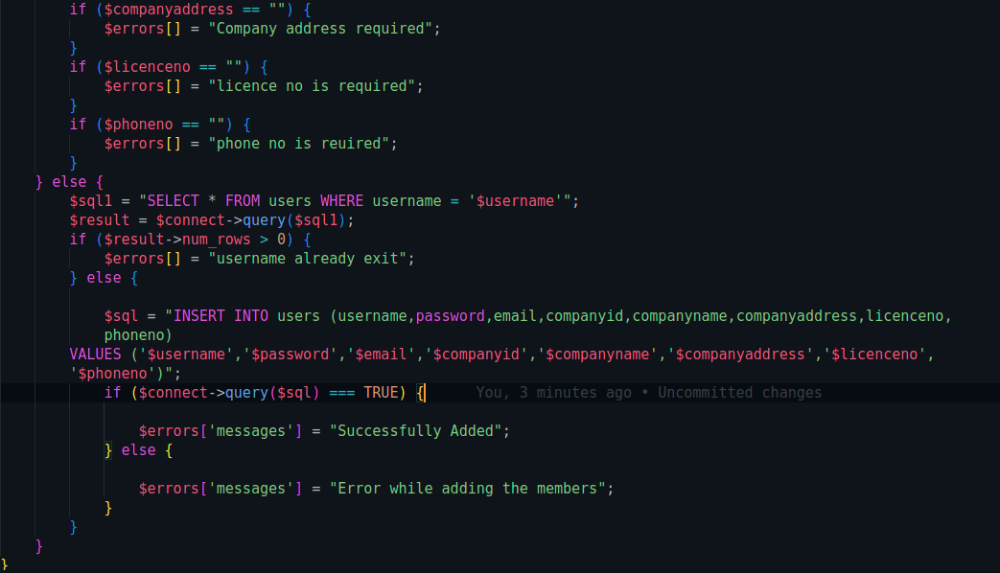 if ($companyaddress == "") {
$errors[] = "Company address required";
}
if ($licenceno == "") {
$errors[] = "licence no is required";
}
if ($phoneno == "") {
$errors[] = "phone no is reuired";
}
} else {
$sql1 = "SELECT * FROM users WHERE username = '$username'";
$result = $connect->query($sql1);
if ($result->num_rows > 0) {
$errors[] = "username already exit";
} else {
$sql = "INSERT INTO users (username,password,email,companyid,companyname,companyaddress,licenceno,
phoneno)
VALUES ('$username','$password','$email','$companyid','$companyname','$companyaddress','$licenceno',
'$phoneno')";
if ($connect->query($sql) === TRUE) { You, 3 minutes ago • Uncommitted changes
$errors['messages'] = "Successfully Added";
} else {
$errors['messages'] = "Error while adding the members";
}
}
}
}